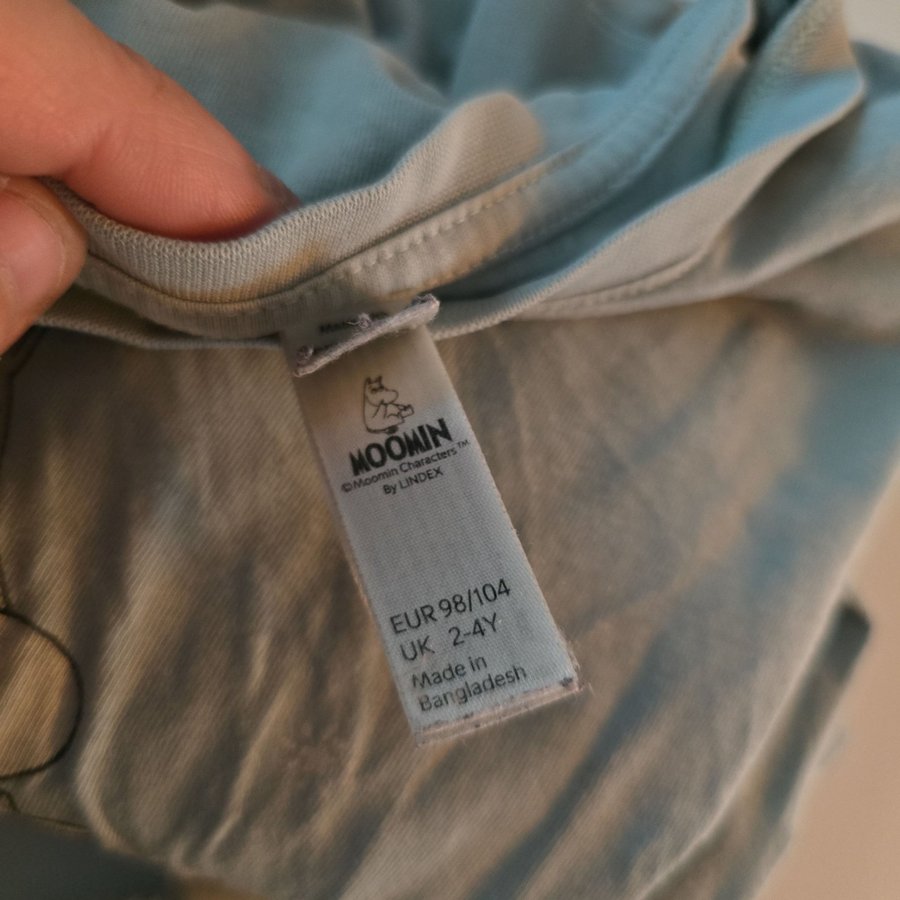 MOOMIN
©Moomin Characters™
By LINDEX
EUR 98/104
UK 2-4Y
Made in
Bangladesh